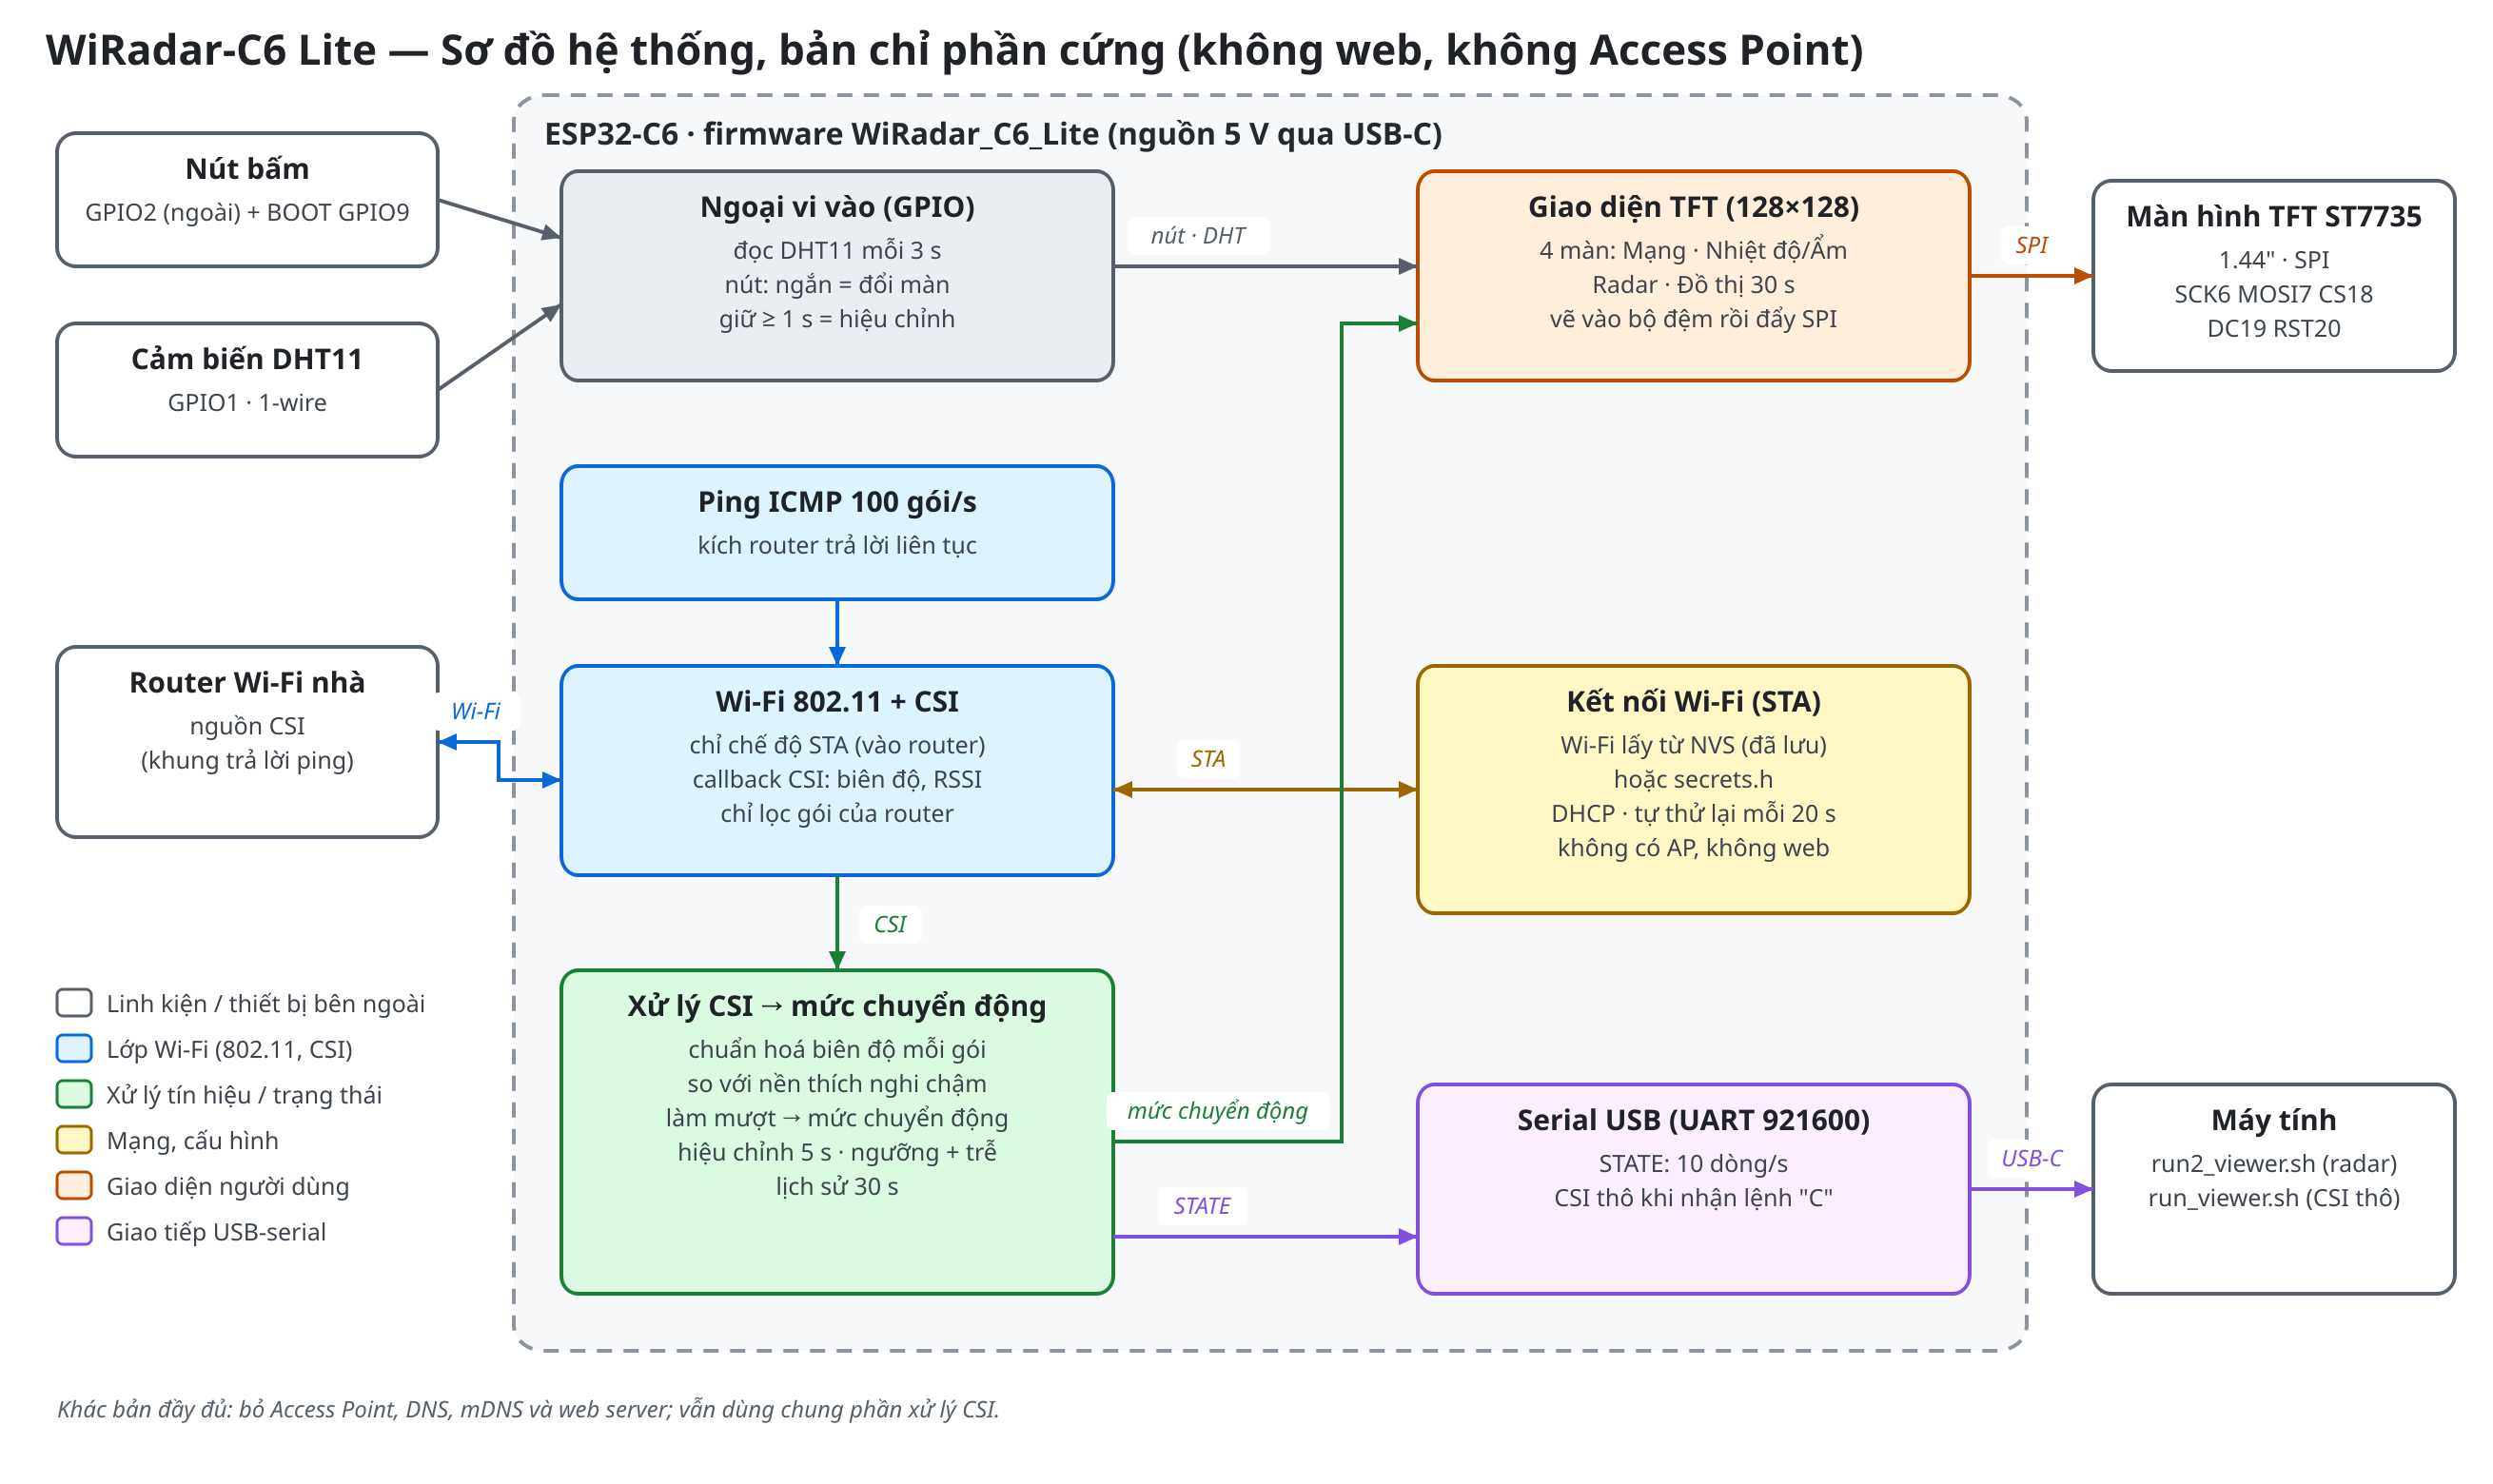 WiRadar-C6 Lite — Sơ đồ hệ thống, bản chỉ phần cứng (không web, không Access Point)
ESP32-C6 · firmware WiRadar_C6_Lite (nguồn 5 V qua USB-C)
Nút bấm
GPIO2 (ngoài) + BOOT GPIO9
Cảm biến DHT11
GPIO1 · 1-wire
Ngoại vi vào (GPIO)
đọc DHT11 mỗi 3 s
nút: ngắn = đổi màn
giữ ≥ 1 s = hiệu chỉnh
nút · DHT
Giao diện TFT (128×128)
4 màn: Mạng · Nhiệt độ/Ẩm
Radar · Đồ thị 30 s
vẽ vào bộ đệm rồi đẩy SPI
SPI
Màn hình TFT ST7735
1.44" · SPI
SCK6 MOSI7 CS18
DC19 RST20
Ping ICMP 100 gói/s
kích router trả lời liên tục
Router Wi-Fi nhà
nguồn CSI
(khung trả lời ping)
Wi-Fi
Wi-Fi 802.11 + CSI
chỉ chế độ STA (vào router)
callback CSI: biên độ, RSSI
chỉ lọc gói của router
STA
Kết nối Wi-Fi (STA)
Wi-Fi lấy từ NVS (đã lưu)
hoặc secrets.h
DHCP · tự thử lại mỗi 20 s
không có AP, không web
CSI
Xử lý CSI → mức chuyển động
chuẩn hoá biên độ mỗi gói
so với nền thích nghi chậm
làm mượt → mức chuyển động
hiệu chỉnh 5 s · ngưỡng + trễ
lịch sử 30 s
mức chuyển động
STATE
Serial USB (UART 921600)
STATE: 10 dòng/s
CSI thô khi nhận lệnh "C"
USB-C
Máy tính
run2_viewer.sh (radar)
run_viewer.sh (CSI thô)
Linh kiện / thiết bị bên ngoài
Lớp Wi-Fi (802.11, CSI)
Xử lý tín hiệu / trạng thái
Mạng, cấu hình
Giao diện người dùng
Giao tiếp USB-serial
Khác bản đầy đủ: bỏ Access Point, DNS, mDNS và web server; vẫn dùng chung phần xử lý CSI.